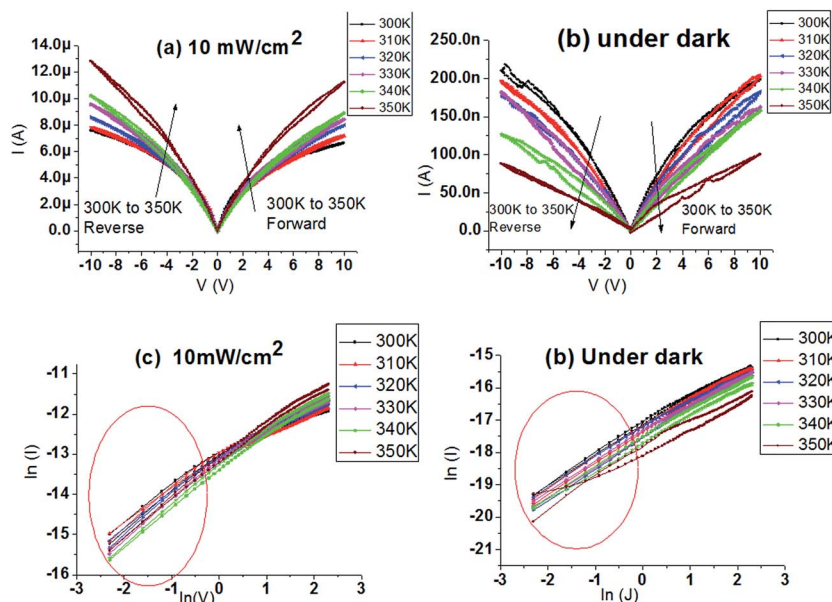 (a) 10 mW/cm²
300K
310K
320K
330K
340K
350K
14.0µ
12.0µ
10.0µ
8.0µ
6.0µ
4.0µ
2.0µ
0.0
I (A)
300K to 350K
Reverse
300K to 350K
Forward
-10 -8 -6 -4 -2 0 2 4 6 8 10
V (V)
(b) under dark
300K
310K
320K
330K
340K
350K
250.0n
200.0n
150.0n
100.0n
50.0n
0.0
I (A)
300K to 350K
Reverse
300K to 350K
Forward
-10 -8 -6 -4 -2 0 2 4 6 8 10
V (V)
(c) 10mW/cm²
300K
310K
320K
330K
340K
350K
-11
-12
-13
-14
-15
-16
ln (I)
-3 -2 -1 0 1 2 3
ln(V)
(b) Under dark
300K
310K
320K
330K
340K
350K
-15
-16
-17
-18
-19
-20
-21
ln (I)
-3 -2 -1 0 1 2 3
ln (J)